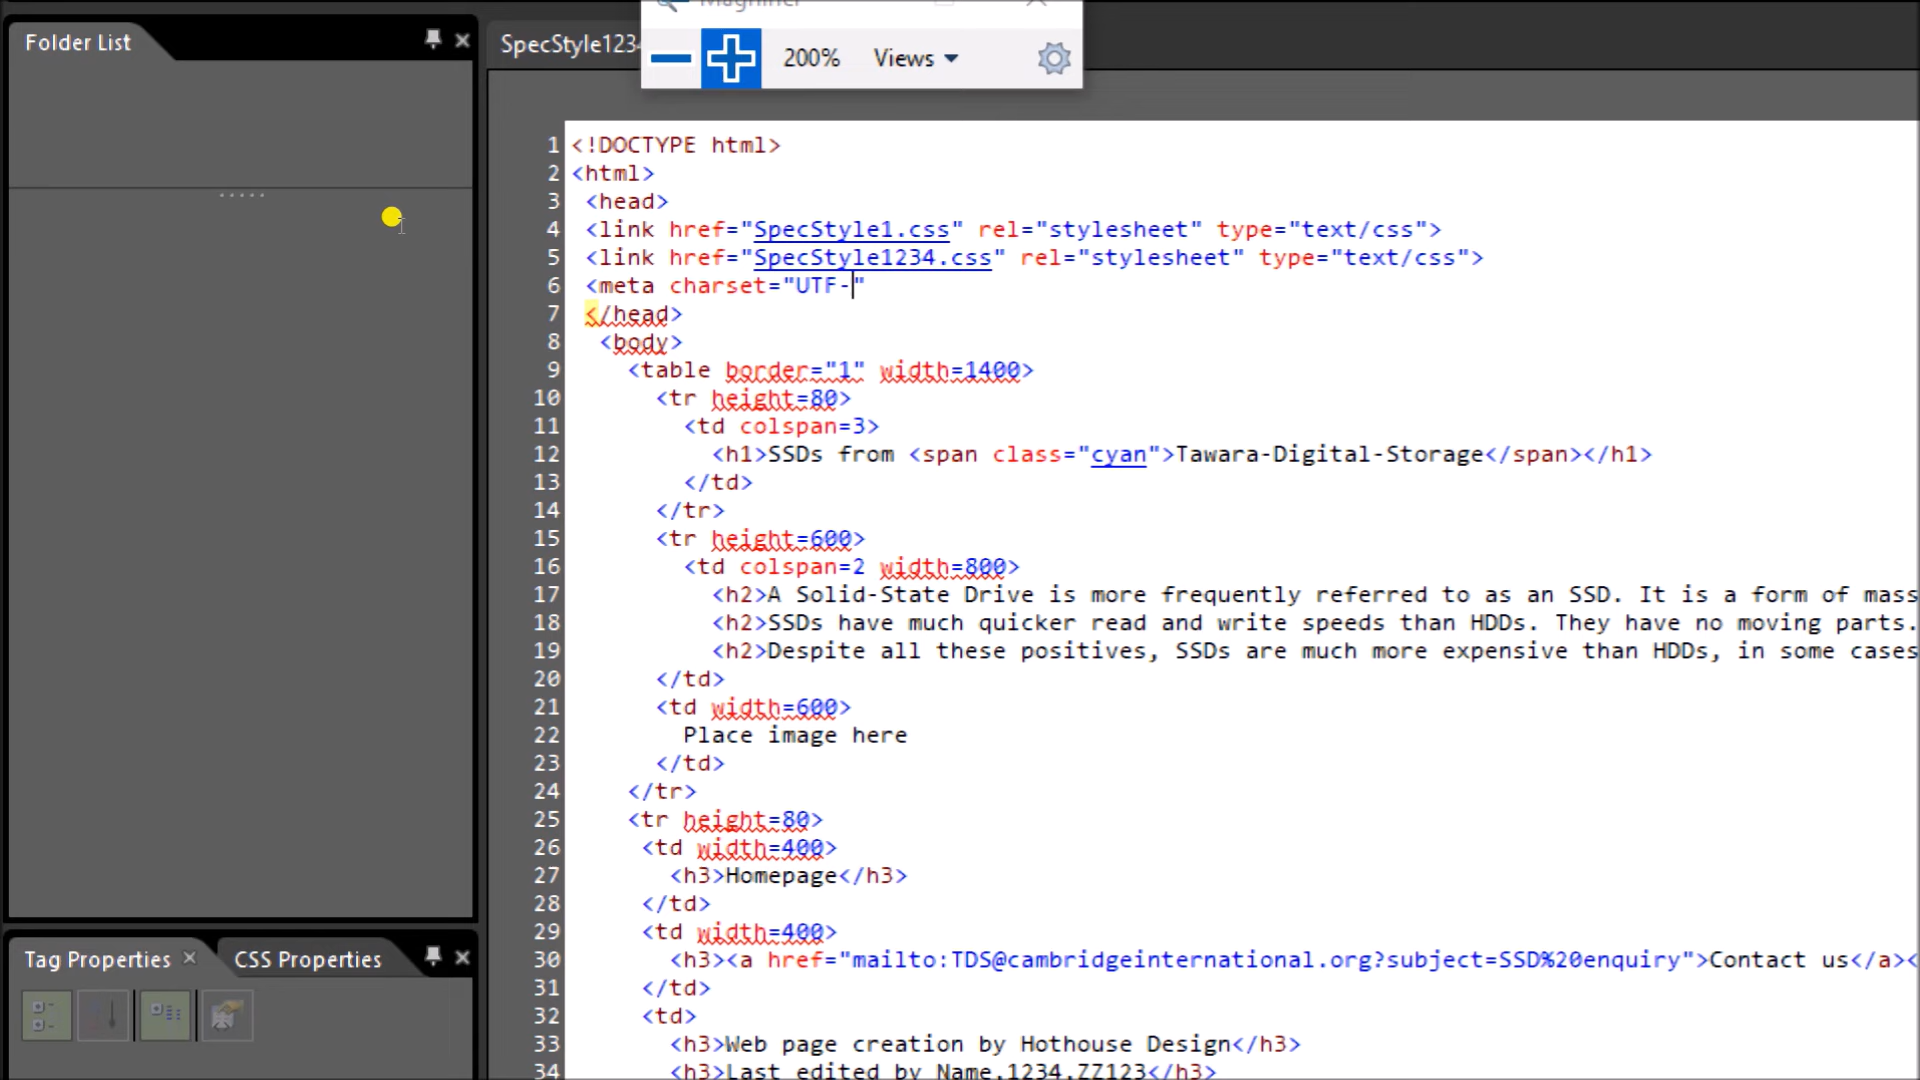 Magnifier
Folder List
SpecStyle1234
200%
Views
1 <!DOCTYPE html>
2 <html>
3 <head>
4 <link href="SpecStyle1.css" rel="stylesheet" type="text/css">
5 <link href="SpecStyle1234.css" rel="stylesheet" type="text/css">
6 <meta charset="UTF-"
7 </head>
8 <body>
9 <table border="1" width=1400>
10 <tr height=80>
11 <td colspan=3>
12 <h1>SSDs from <span class="cyan">Tawara-Digital-Storage</span></h1>
13 </td>
14 </tr>
15 <tr height=600>
16 <td colspan=2 width=800>
17 <h2>A Solid-State Drive is more frequently referred to as an SSD. It is a form of mass
18 <h2>SSDs have much quicker read and write speeds than HDDs. They have no moving parts.
19 <h2>Despite all these positives, SSDs are much more expensive than HDDs, in some cases
20 </td>
21 <td width=600>
22 Place image here
23 </td>
24 </tr>
25 <tr height=80>
26 <td width=400>
27 <h3>Homepage</h3>
28 </td>
29 <td width=400>
30 <h3><a href="mailto:TDS@cambridgeinternational.org?subject=SSD%20enquiry">Contact us</a><
31 </td>
32 <td>
33 <h3>Web page creation by Hothouse Design</h3>
34 <h3>Last edited by Name,1234,ZZ123</h3>
Tag Properties
CSS Properties